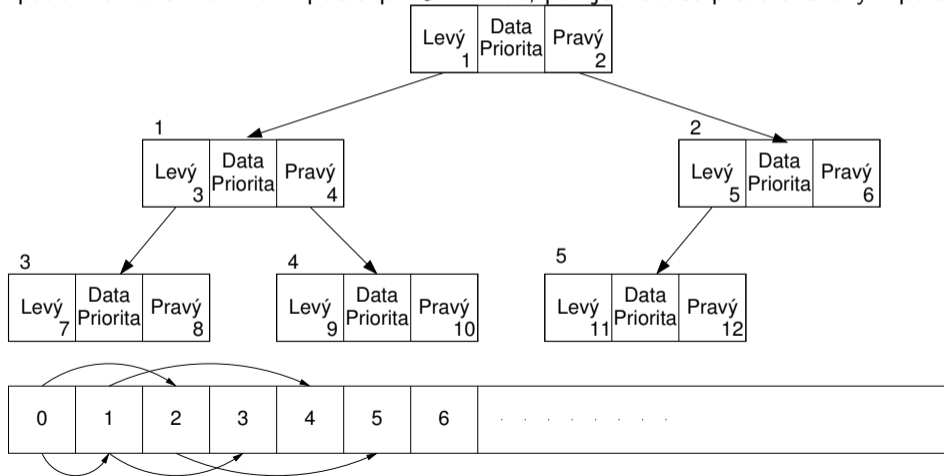 Levý Data Priorita Pravý
1 2
1 2
Levý Data Priorita Pravý Levý Data Priorita Pravý
3 4 5 6
3 4 5
Levý Data Priorita Pravý Levý Data Priorita Pravý Levý Data Priorita Pravý
7 8 9 10 11 12
0 1 2 3 4 5 6 . . . . . . . .